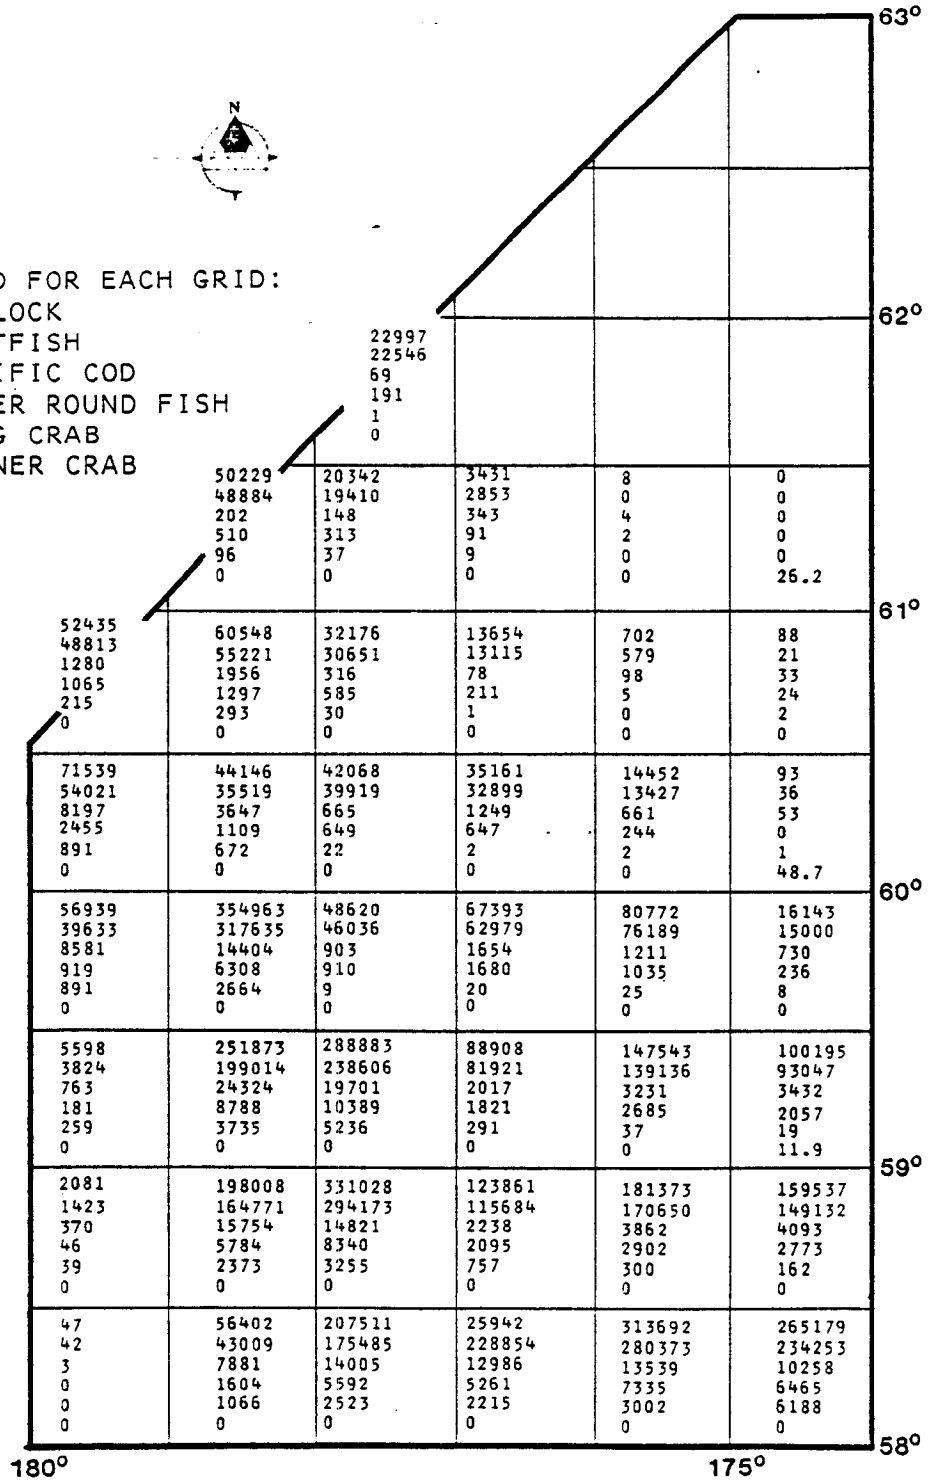 63°
N
D FOR EACH GRID:
LOCK
TFISH
IFIC COD
ER ROUND FISH
G CRAB
NER CRAB
62°
22997
22546
69
191
1
0
50229 20342 3431 8 0
48884 19410 2853 0 0
202 148 343 4 0
510 313 91 2 0
96 37 9 0 0
0 0 0 0 26.2
61°
52435 60548 32176 13654 702 88
48813 55221 30651 13115 579 21
1280 1956 316 78 98 33
1065 1297 585 211 5 24
215 293 30 1 0 2
0 0 0 0 0 0
71539 44146 42068 35161 14452 93
54021 35519 39919 32899 13427 36
8197 3647 665 1249 661 53
2455 1109 649 647 244 0
891 672 22 2 2 1
0 0 0 0 0 48.7
60°
56939 354963 48620 67393 80772 16143
39633 317635 46036 62979 76189 15000
8581 14404 903 1654 1211 730
919 6308 910 1680 1035 236
891 2664 9 20 25 8
0 0 0 0 0 0
5598 251873 288883 88908 147543 100195
3824 199014 238606 81921 139136 93047
763 24324 19701 2017 3231 3432
181 8788 10389 1821 2685 2057
259 3735 5236 291 37 19
0 0 0 0 0 11.9
59°
2081 198008 331028 123861 181373 159537
1423 164771 294173 115684 170650 149132
370 15754 14821 2238 3862 4093
46 5784 8340 2095 2902 2773
39 2373 3255 757 300 162
0 0 0 0 0 0
47 56402 207511 25942 313692 265179
42 43009 175485 228854 280373 234253
3 7881 14005 12986 13539 10258
0 1604 5592 5261 7335 6465
0 1066 2523 2215 3002 6188
0 0 0 0 0 0
58°
180° 175°